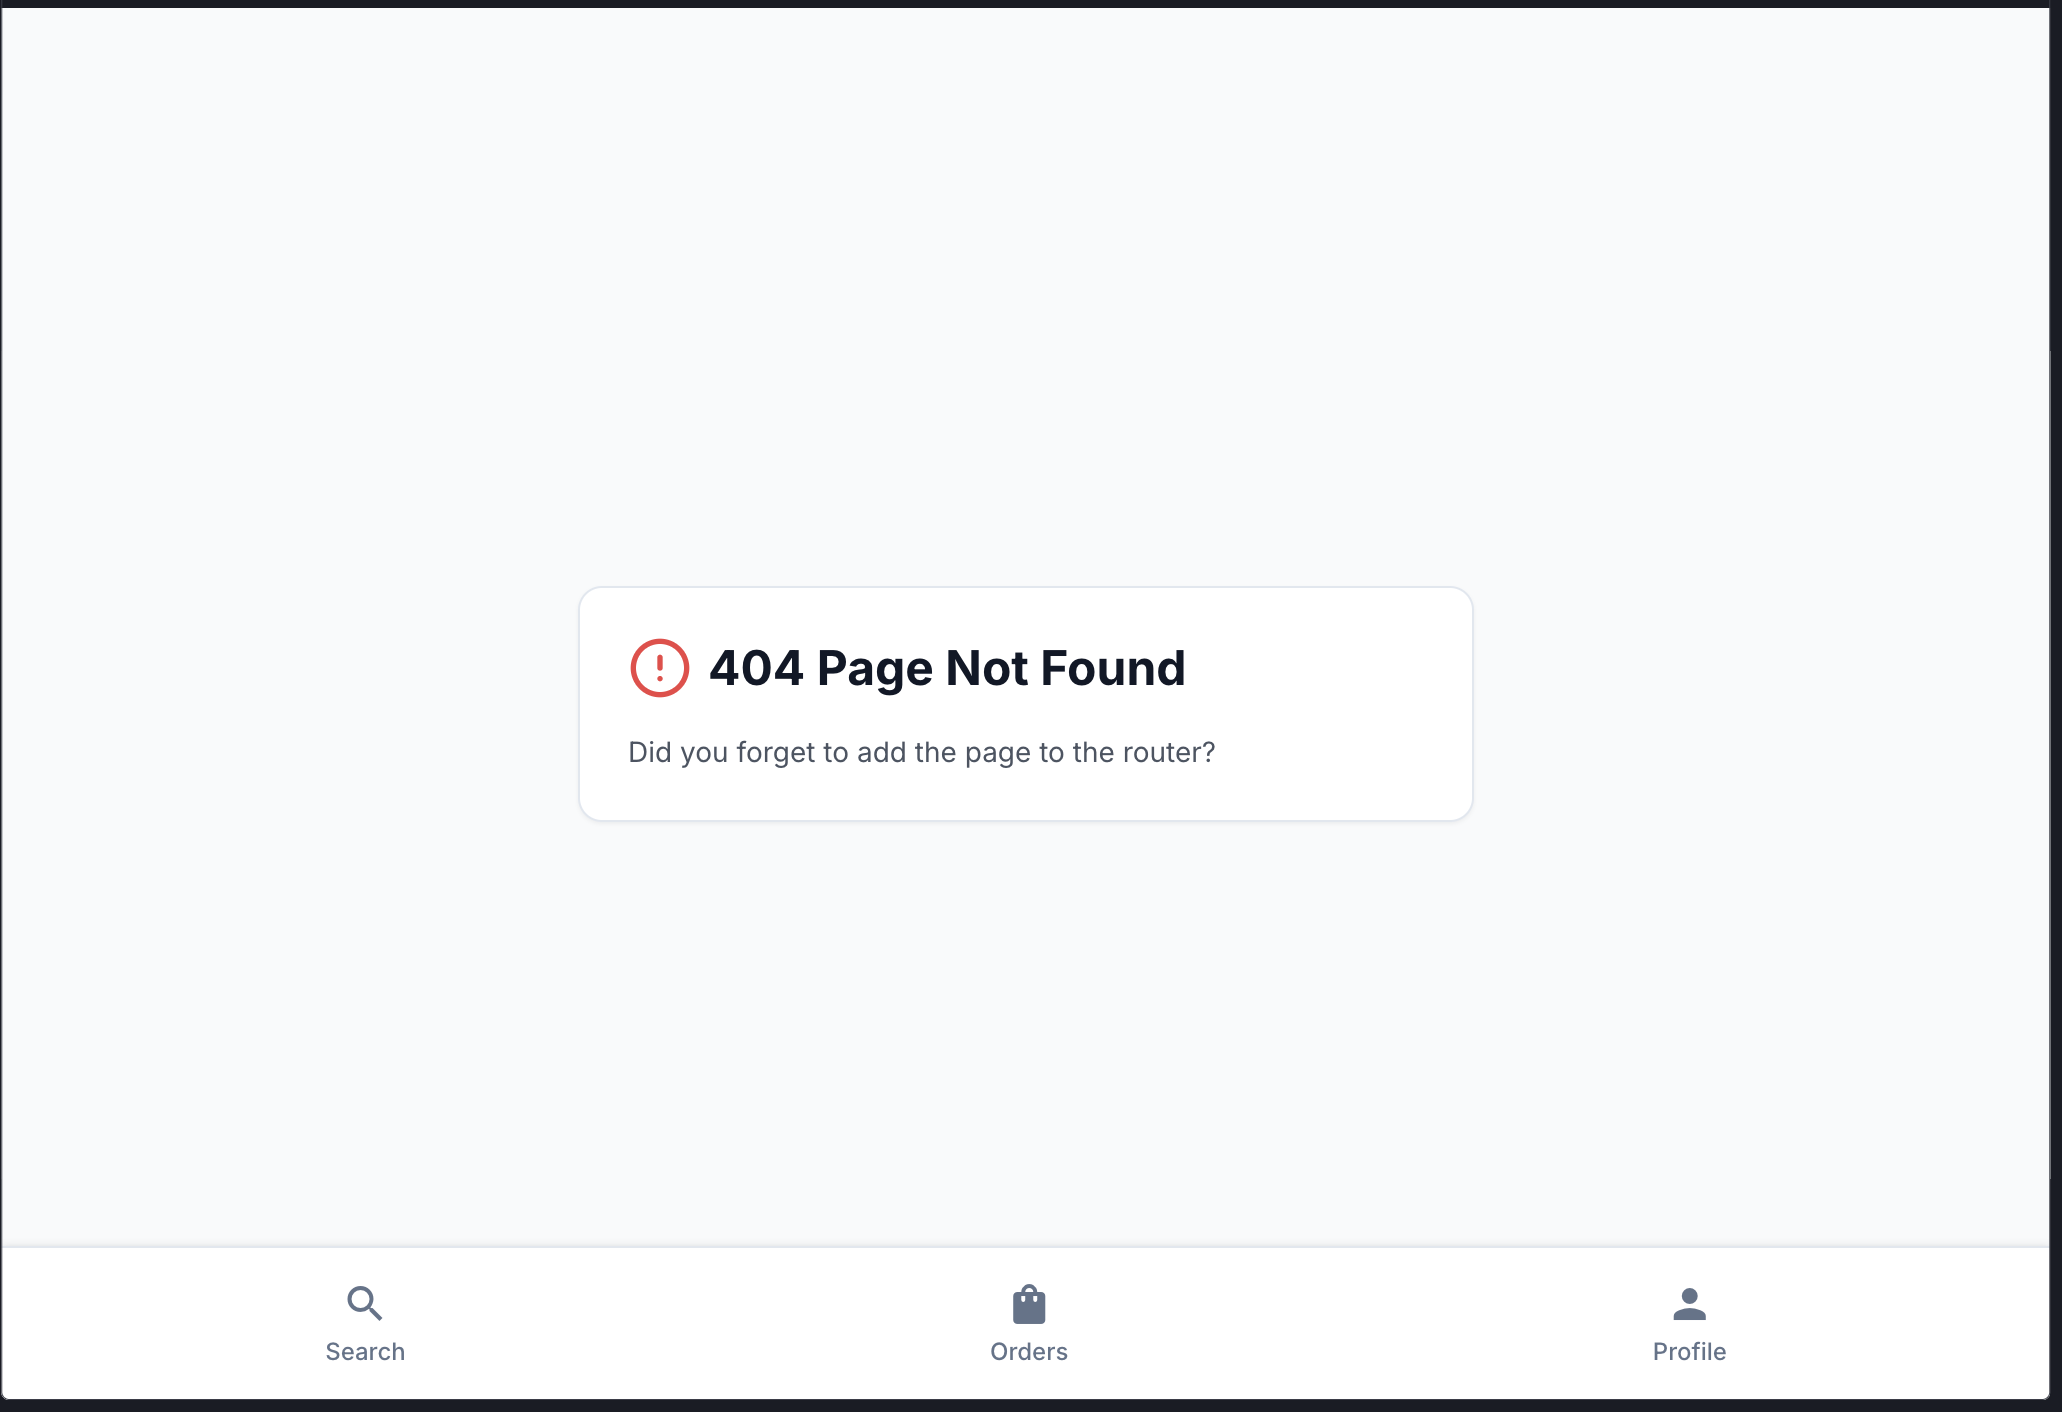 404 Page Not Found
Did you forget to add the page to the router?
Search
Orders
Profile